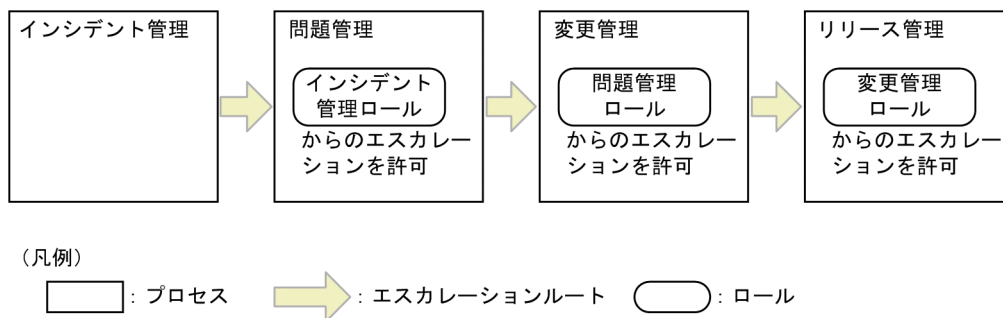 インシデント管理
問題管理
変更管理
リリース管理
インシデント
管理ロール
からのエスカレー
ションを許可
問題管理
ロール
からのエスカレー
ションを許可
変更管理
ロール
からのエスカレー
ションを許可
（凡例）
：プロセス
：エスカレーションルート
：ロール